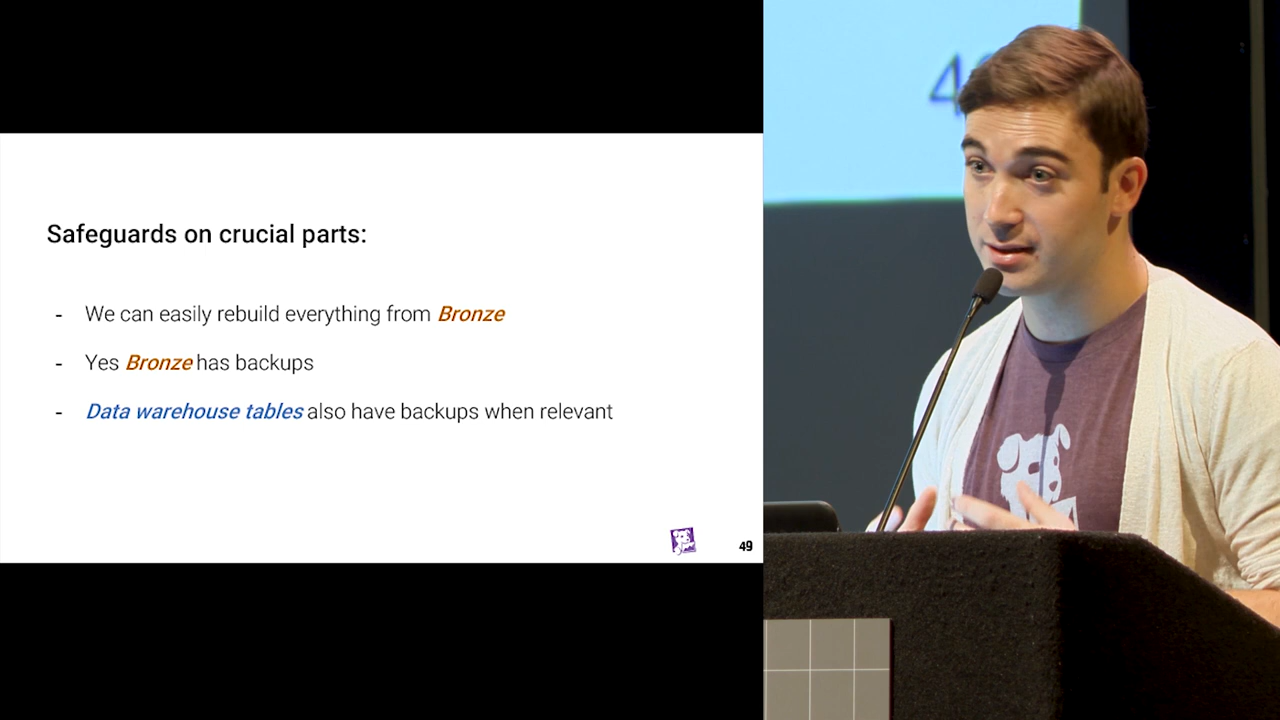 Safeguards on crucial parts:
- We can easily rebuild everything from Bronze
- Yes Bronze has backups
- Data warehouse tables also have backups when relevant
49